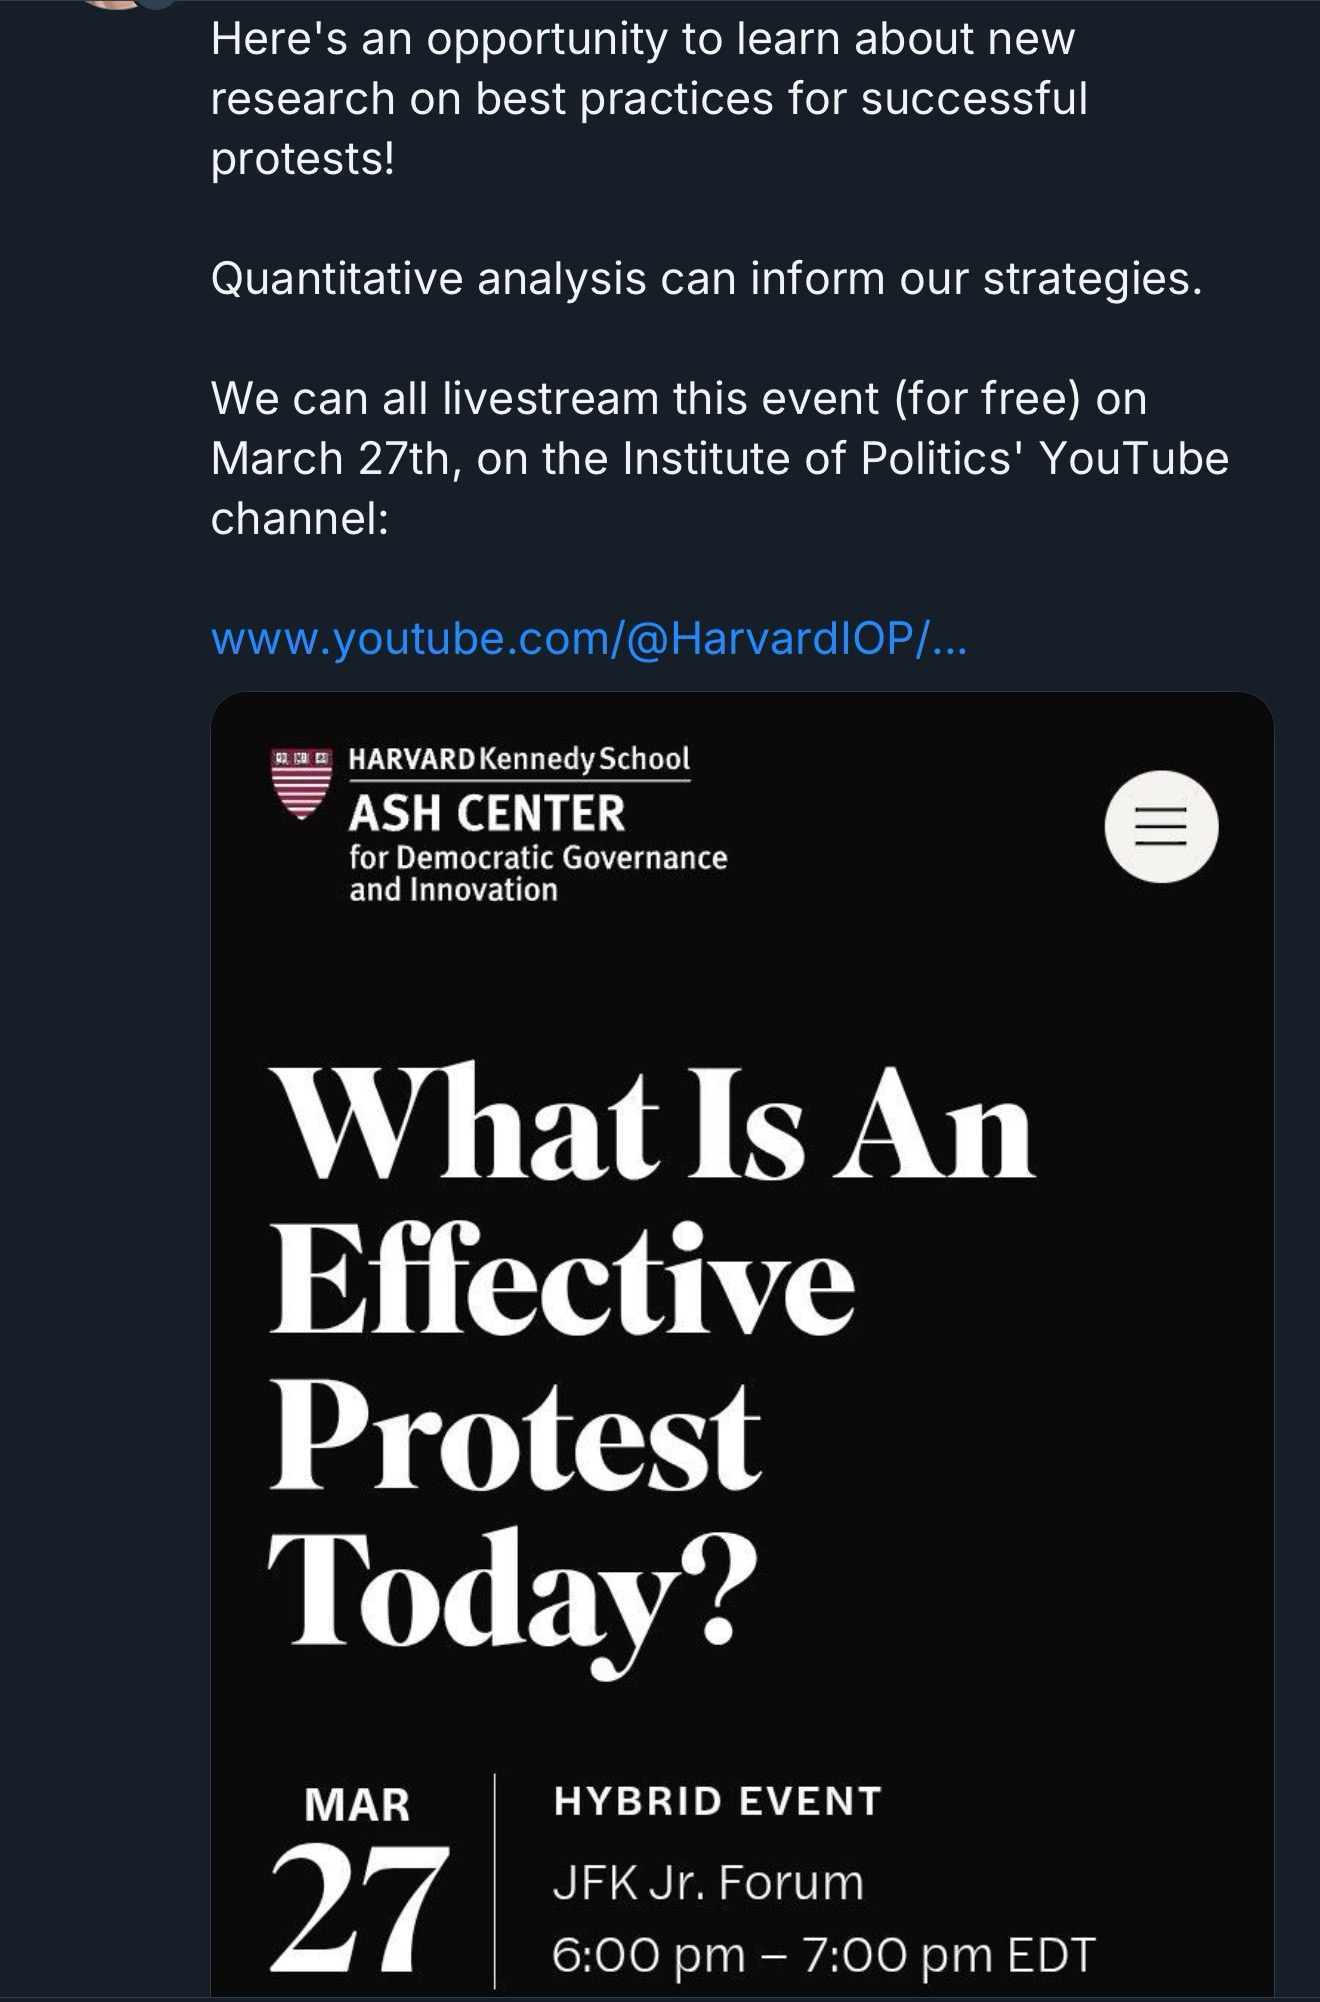 Here's an opportunity to learn about new
research on best practices for successful
protests!
Quantitative analysis can inform our strategies.
We can all livestream this event (for free) on
March 27th, on the Institute of Politics' YouTube
channel:
www.youtube.com/@HarvardIOP/...
HARVARD Kennedy School
ASH CENTER
for Democratic Governance
and Innovation
What Is An
Effective
Protest
Today?
MAR
27
HYBRID EVENT
JFK Jr. Forum
6:00 pm – 7:00 pm EDT